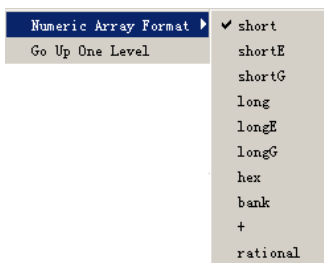 Numeric Array Format
Go Up One Level
short
shortE
shortG
long
longE
longG
hex
bank
+
rational